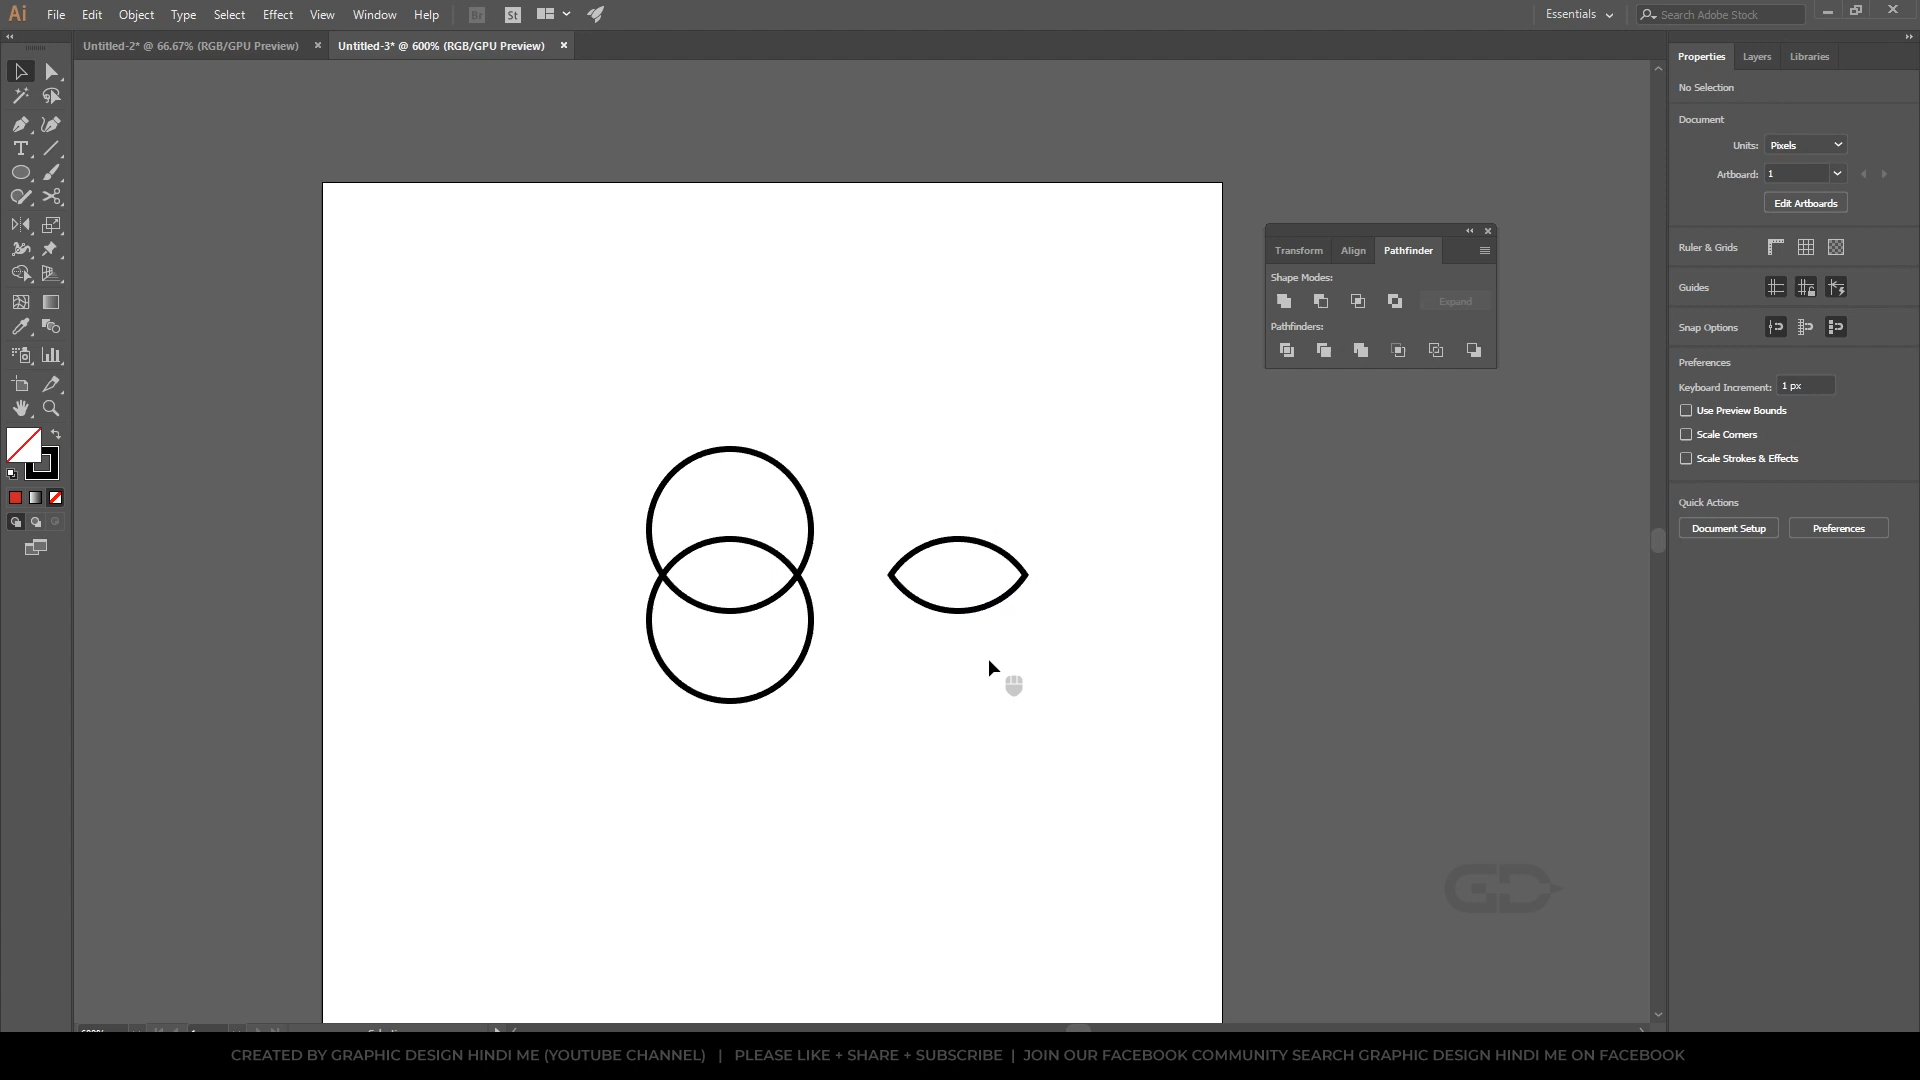 Ai File Edit Object Type Select Effect View Window Help Br St Essentials Search Adobe Stock
Untitled-2* @ 66.67% (RGB/GPU Preview) × Untitled-3* @ 600% (RGB/GPU Preview) ×
Properties Layers Libraries
No Selection
Document
Units: Pixels
Artboard: 1
Edit Artboards
Ruler & Grids
Guides
Snap Options
Preferences
Keyboard Increment: 1 px
Use Preview Bounds
Scale Corners
Scale Strokes & Effects
Quick Actions
Document Setup Preferences
Transform Align Pathfinder
Shape Modes:
Expand
Pathfinders:
GD
CREATED BY GRAPHIC DESIGN HINDI ME (YOUTUBE CHANNEL) | PLEASE LIKE + SHARE + SUBSCRIBE | JOIN OUR FACEBOOK COMMUNITY SEARCH GRAPHIC DESIGN HINDI ME ON FACEBOOK